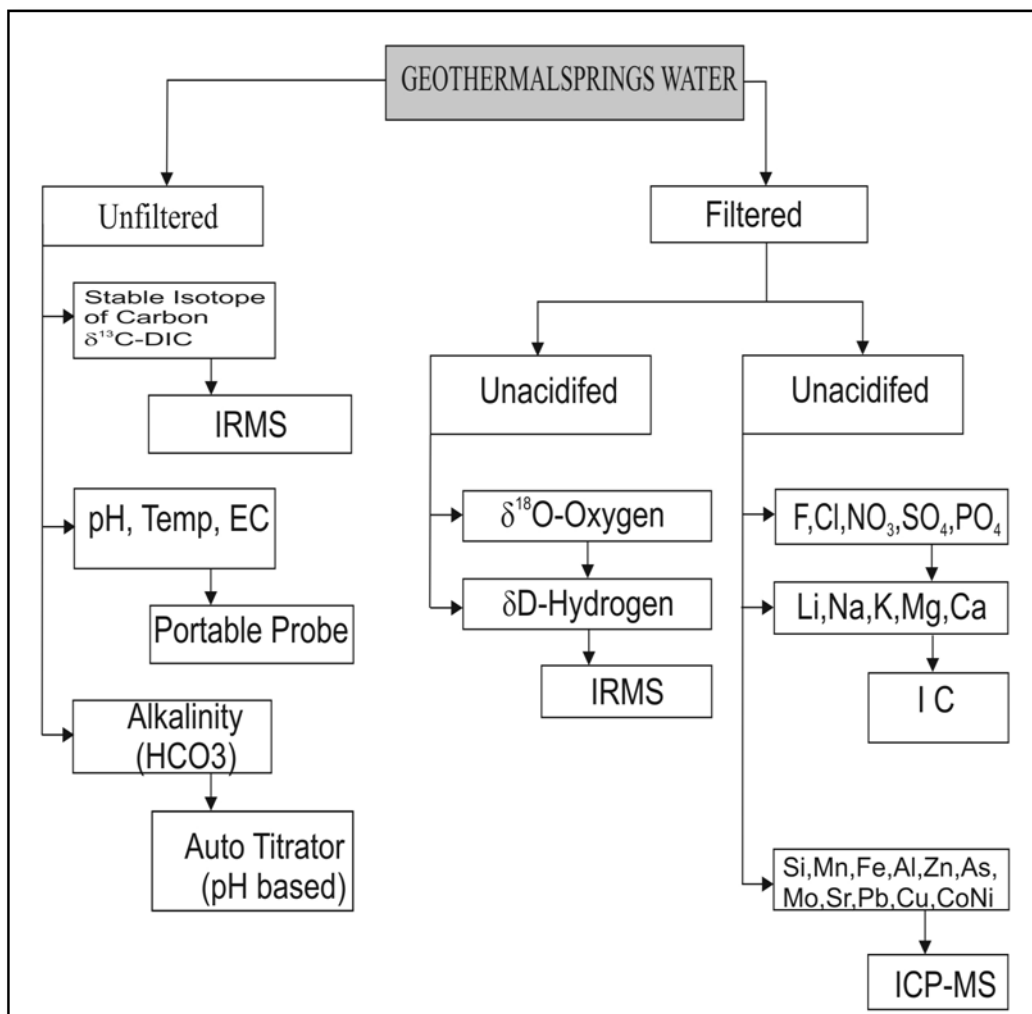 GEOTHERMALSPRINGS WATER
Unfiltered
Stable Isotope
of Carbon
δ¹³C-DIC
IRMS
pH, Temp, EC
Portable Probe
Alkalinity
(HCO3)
Auto Titrator
(pH based)
Filtered
Unacidifed
δ¹⁸O-Oxygen
δD-Hydrogen
IRMS
Unacidifed
F,Cl,NO₃,SO₄,PO₄
Li,Na,K,Mg,Ca
I C
Si,Mn,Fe,Al,Zn,As,
Mo,Sr,Pb,Cu,CoNi
ICP-MS